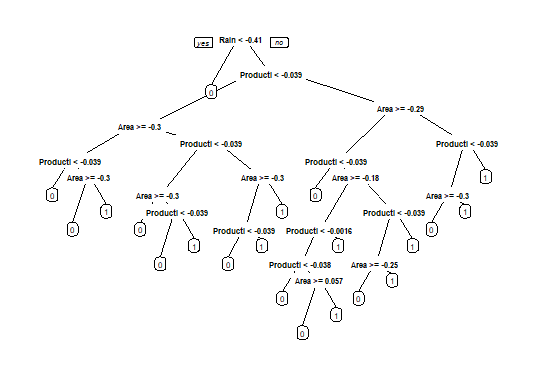 yes Rain < -0.41 no
0 Producti < -0.039
Area >= -0.3 Area >= -0.29
Producti < -0.039 Producti < -0.039
Producti < -0.039 Producti < -0.039
Area >= -0.3 Area >= -0.3 Area >= -0.18 1
0 Area >= -0.3 0 Area >= -0.3
1 Producti < -0.039 1 Producti < -0.039 1
0 0 Producti < -0.039 Producti < -0.0016 0
1 1 1 1
0 0 Producti < -0.038 Area >= -0.25
Area >= 0.057 1
0 0
1
0